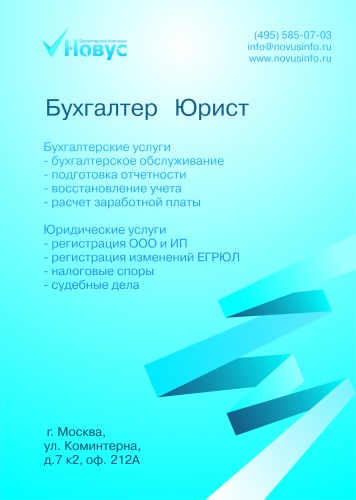 Бухгалтерская Компания
Новус
(495) 585-07-03
info@novusinfo.ru
www.novusinfo.ru
Бухгалтер Юрист
Бухгалтерские услуги
- бухгалтерское обслуживание
- подготовка отчетности
- восстановление учета
- расчет заработной платы
Юридические услуги
- регистрация ООО и ИП
- регистрация изменений ЕГРЮЛ
- налоговые споры
- судебные дела
г. Москва,
ул. Коминтерна,
д.7 к2, оф. 212А